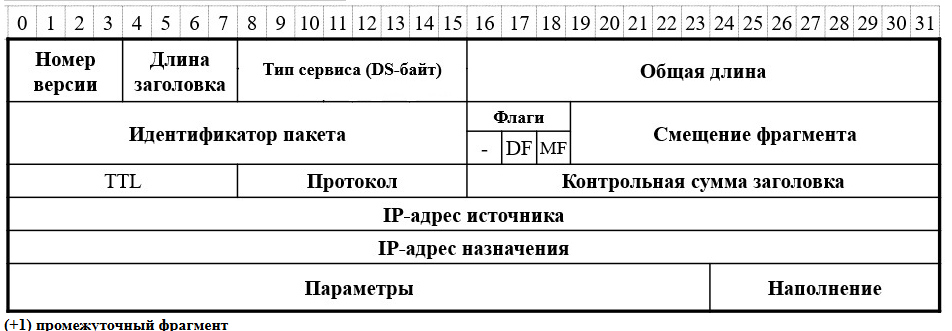 0 1 2 3 4 5 6 7 8 9 10 11 12 13 14 15 16 17 18 19 20 21 22 23 24 25 26 27 28 29 30 31
Номер версии Длина заголовка Тип сервиса (DS-байт) Общая длина
Идентификатор пакета Флаги Смещение фрагмента
- DF MF
TTL Протокол Контрольная сумма заголовка
IP-адрес источника
IP-адрес назначения
Параметры Наполнение
(+1) промежуточный фрагмент